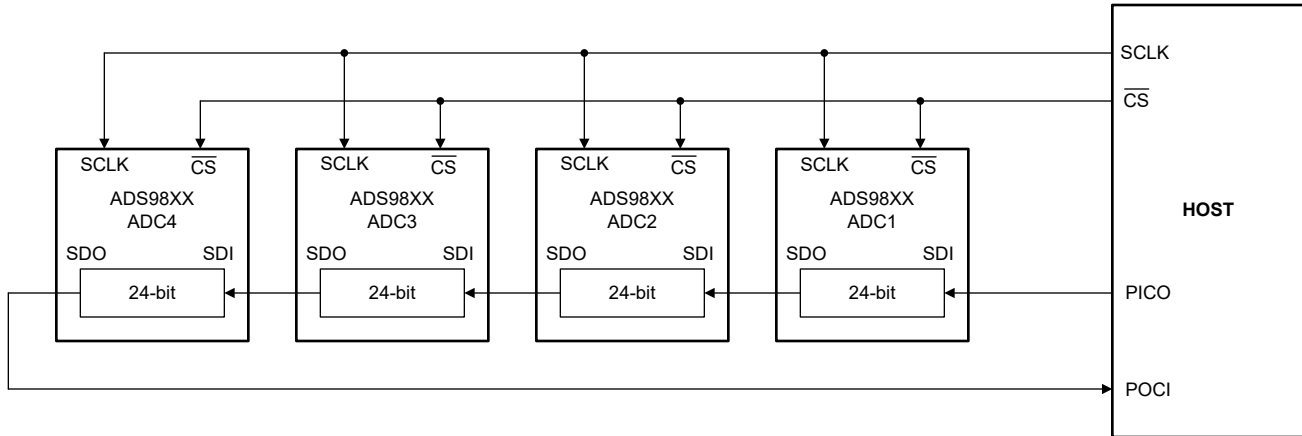 SCLK
CS
SCLK CS
ADS98XX
ADC4
SDO SDI
24-bit
SCLK CS
ADS98XX
ADC3
SDO SDI
24-bit
SCLK CS
ADS98XX
ADC2
SDO SDI
24-bit
SCLK CS
ADS98XX
ADC1
SDO SDI
24-bit
HOST
PICO
POCI